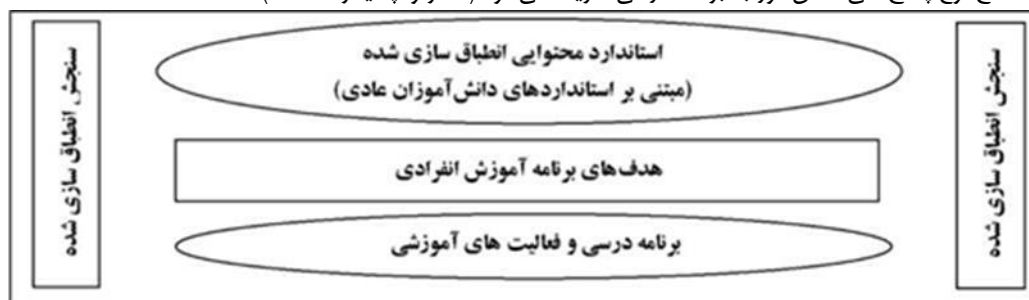 سنجش انطباق سازی شده
استاندارد محتوایی انطباق سازی شده
(مبتنی بر استانداردهای دانش‌آموزان عادی)
هدف‌های برنامه آموزش انفرادی
برنامه درسی و فعالیت های آموزشی
سنجش انطباق سازی شده